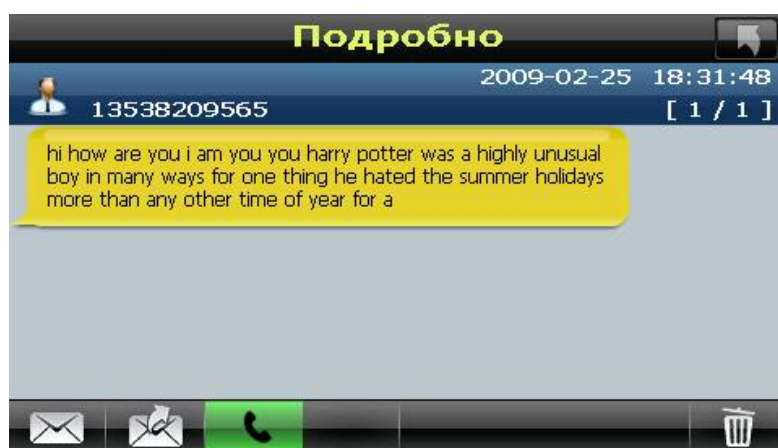 Подробно
2009-02-25 18:31:48
13538209565 [ 1 / 1 ]
hi how are you i am you you harry potter was a highly unusual
boy in many ways for one thing he hated the summer holidays
more than any other time of year for a